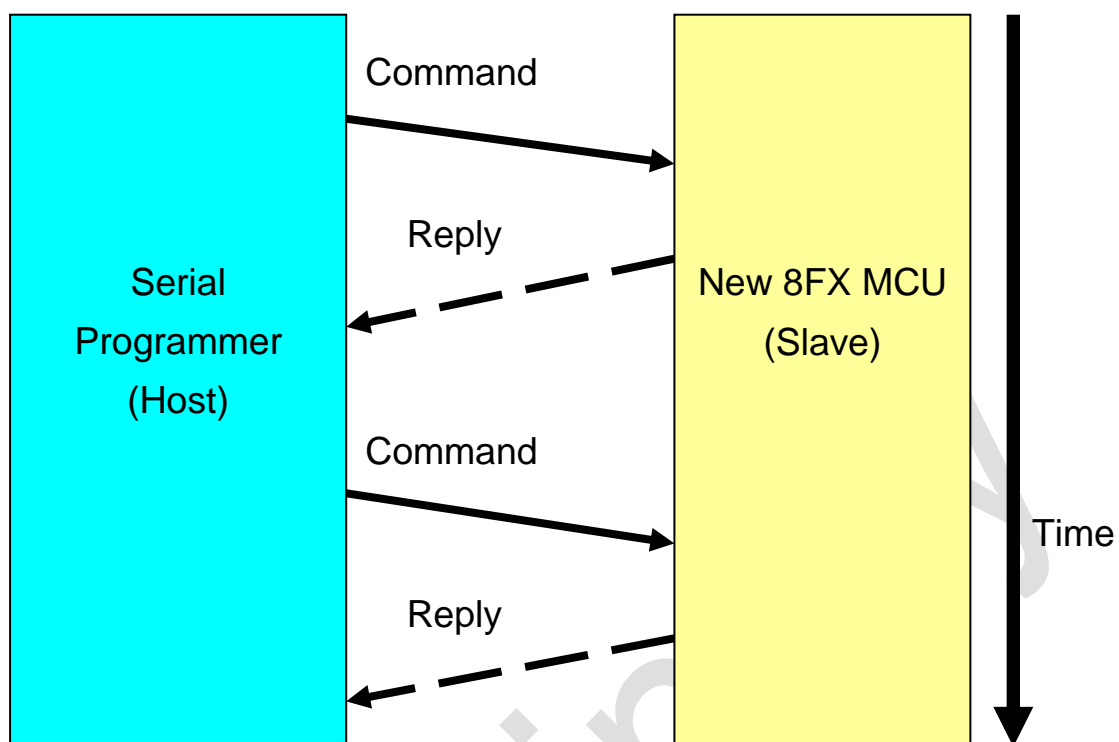 Command
Reply
Serial
Programmer
(Host)
New 8FX MCU
(Slave)
Command
Time
Reply